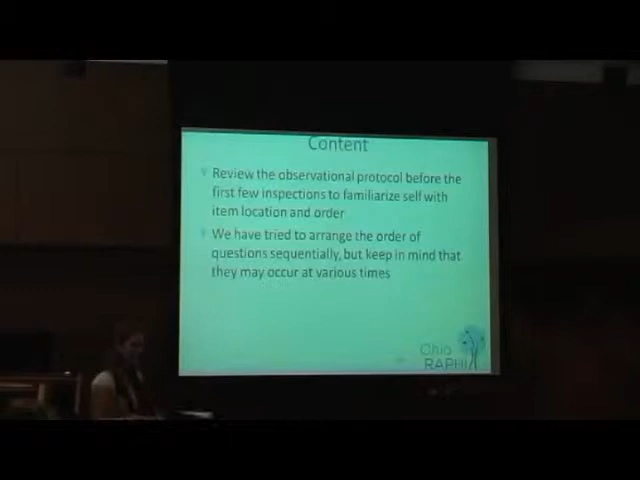 Content
Review the observational protocol before the
first few inspections to familiarize self with
item location and order
We have tried to arrange the order of
questions sequentially, but keep in mind that
they may occur at various times
Ohio
RAPHI